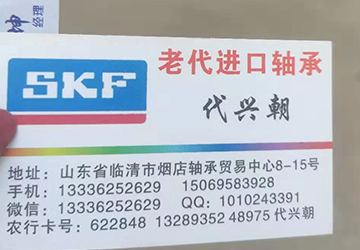 坤 经理
SKF
老代进口轴承
代兴朝
地址：山东省临清市烟店轴承贸易中心8-15号
手机：13336252629 15069583928
微信：13336252629 QQ：1010243391
农行卡号：622848 13289352 48975 代兴朝